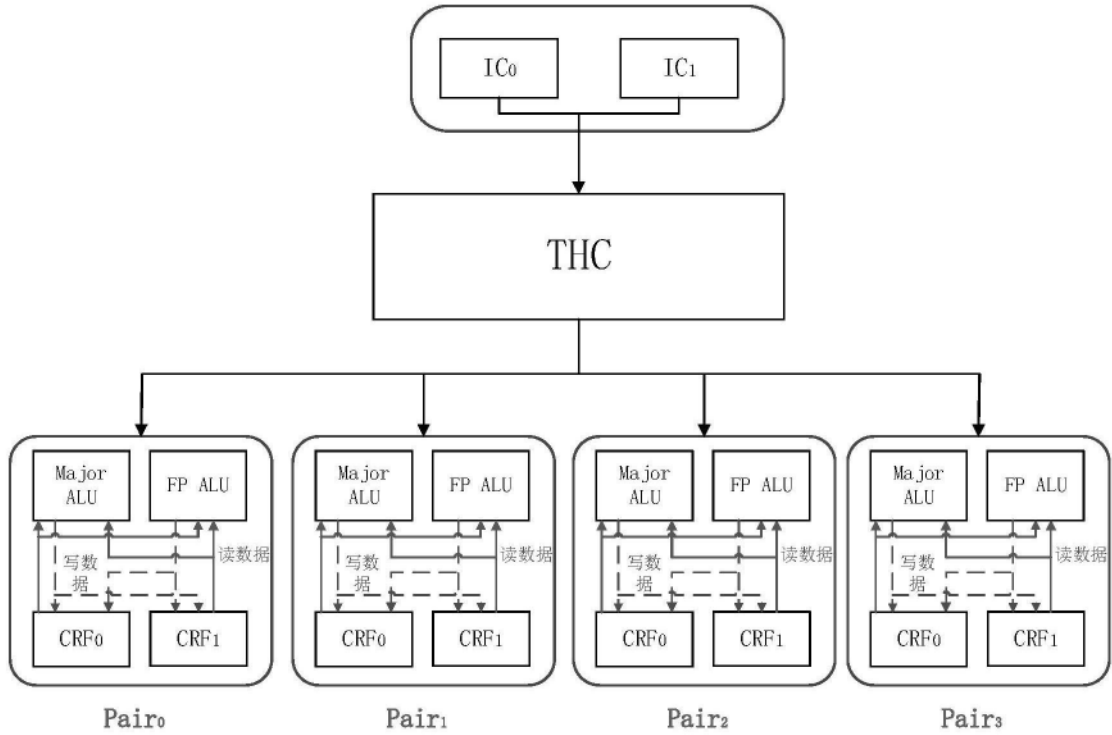 IC₀ IC₁
THC
Major
ALU
FP ALU
写数
据
读数据
CRF₀ CRF₁
Pair₀
Major
ALU
FP ALU
写数
据
读数据
CRF₀ CRF₁
Pair₁
Major
ALU
FP ALU
写数
据
读数据
CRF₀ CRF₁
Pair₂
Major
ALU
FP ALU
写数
据
读数据
CRF₀ CRF₁
Pair₃